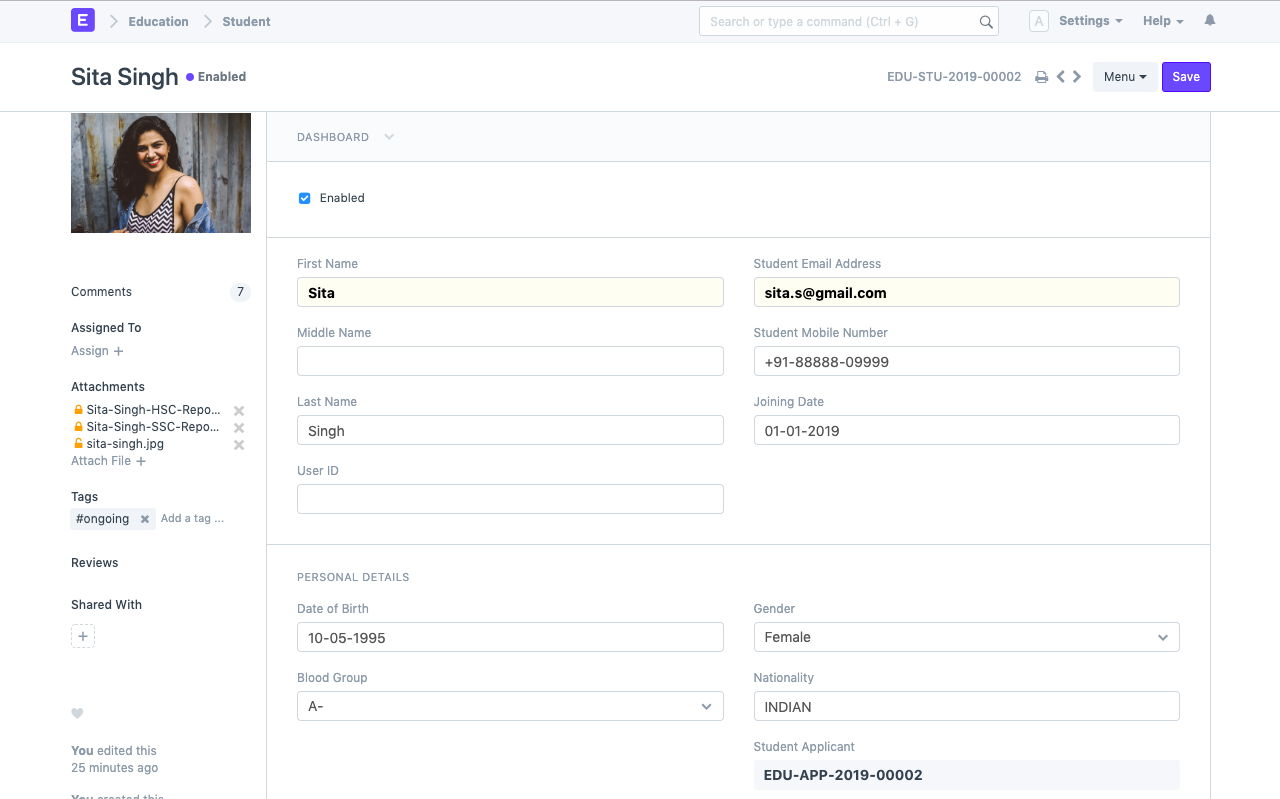 E Education Student Search or type a command (Ctrl + G) A Settings Help
Sita Singh Enabled EDU-STU-2019-00002 Menu Save
DASHBOARD
Enabled
Comments 7
Assigned To
Assign +
Attachments
Sita-Singh-HSC-Repo...
Sita-Singh-SSC-Repo...
sita-singh.jpg
Attach File +
Tags
#ongoing Add a tag ...
Reviews
Shared With
+
You edited this
25 minutes ago
You created this
First Name
Sita
Middle Name
Last Name
Singh
User ID
Student Email Address
sita.s@gmail.com
Student Mobile Number
+91-88888-09999
Joining Date
01-01-2019
PERSONAL DETAILS
Date of Birth
10-05-1995
Blood Group
A-
Gender
Female
Nationality
INDIAN
Student Applicant
EDU-APP-2019-00002